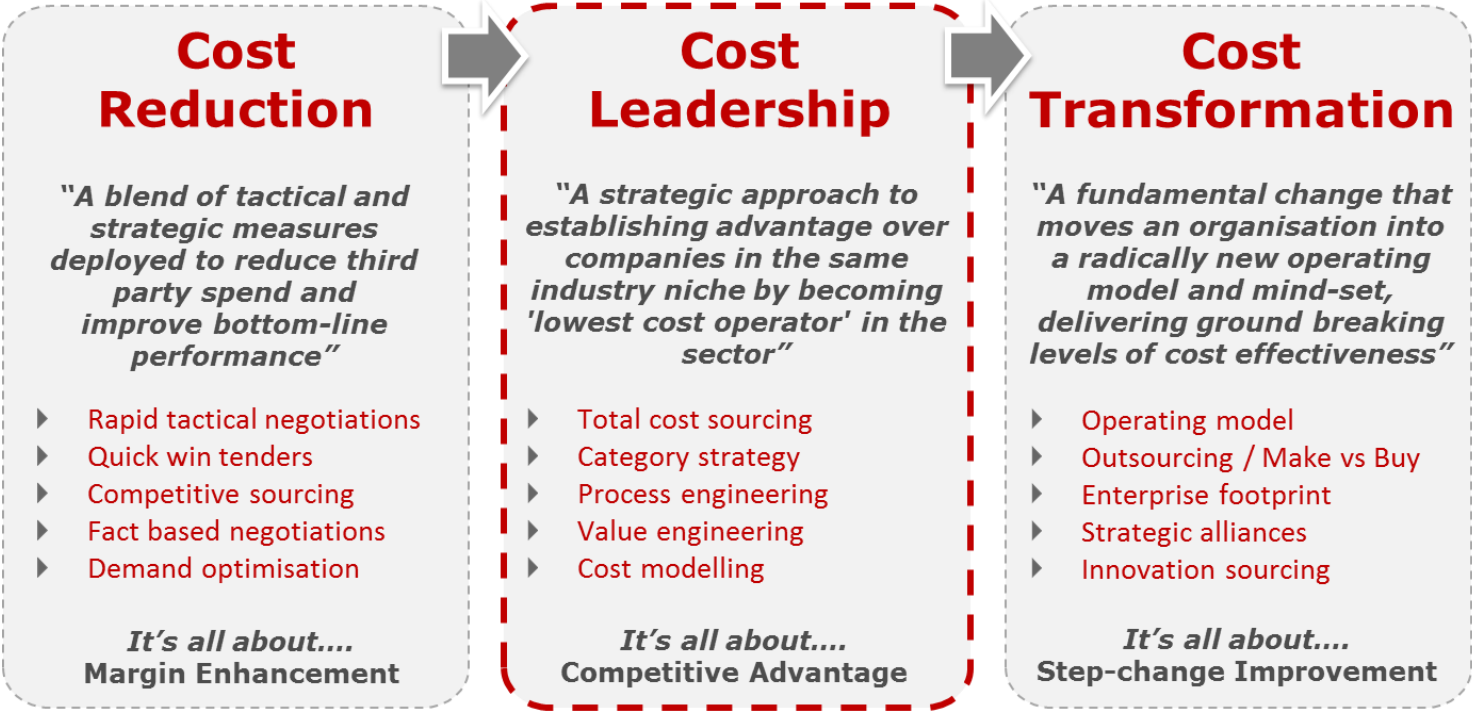 Cost
Reduction
“A blend of tactical and
strategic measures
deployed to reduce third
party spend and
improve bottom-line
performance”
Rapid tactical negotiations
Quick win tenders
Competitive sourcing
Fact based negotiations
Demand optimisation
It’s all about....
Margin Enhancement
Cost
Leadership
“A strategic approach to
establishing advantage over
companies in the same
industry niche by becoming
'lowest cost operator' in the
sector”
Total cost sourcing
Category strategy
Process engineering
Value engineering
Cost modelling
It’s all about....
Competitive Advantage
Cost
Transformation
“A fundamental change that
moves an organisation into
a radically new operating
model and mind-set,
delivering ground breaking
levels of cost effectiveness”
Operating model
Outsourcing / Make vs Buy
Enterprise footprint
Strategic alliances
Innovation sourcing
It’s all about....
Step-change Improvement